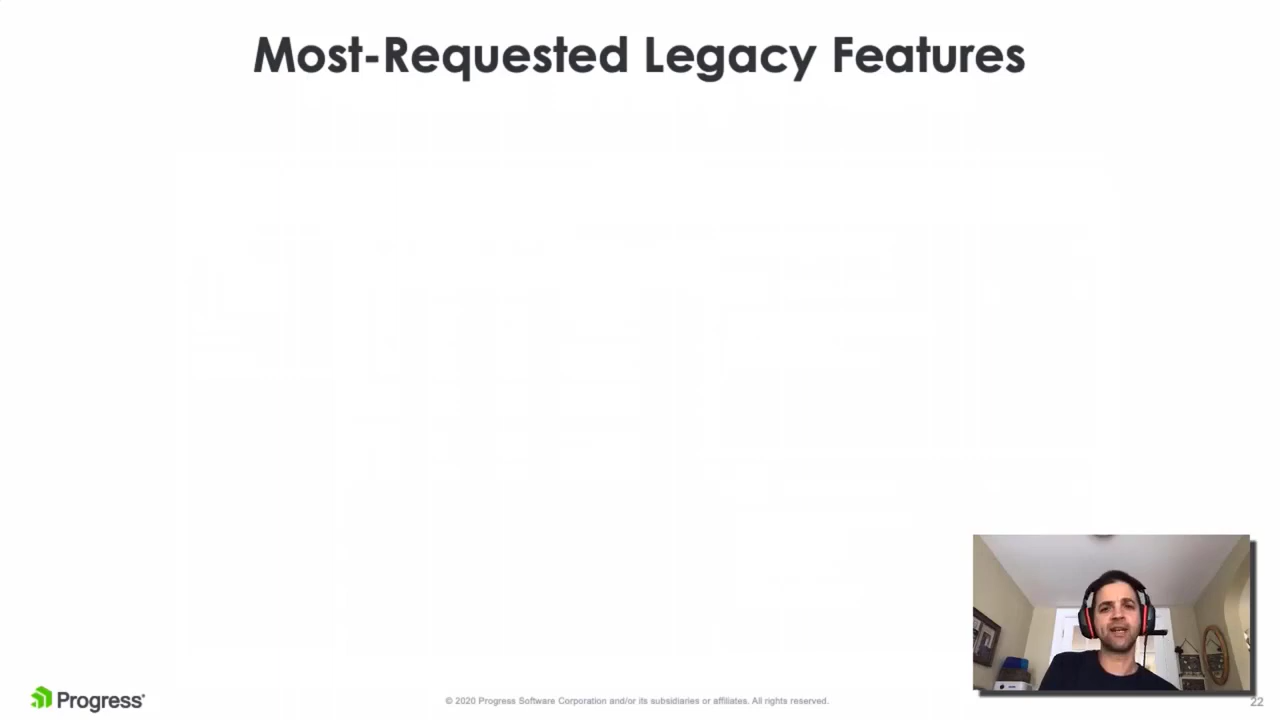 Most-Requested Legacy Features
Progress®
© 2020 Progress Software Corporation and/or its subsidiaries or affiliates. All rights reserved.
22